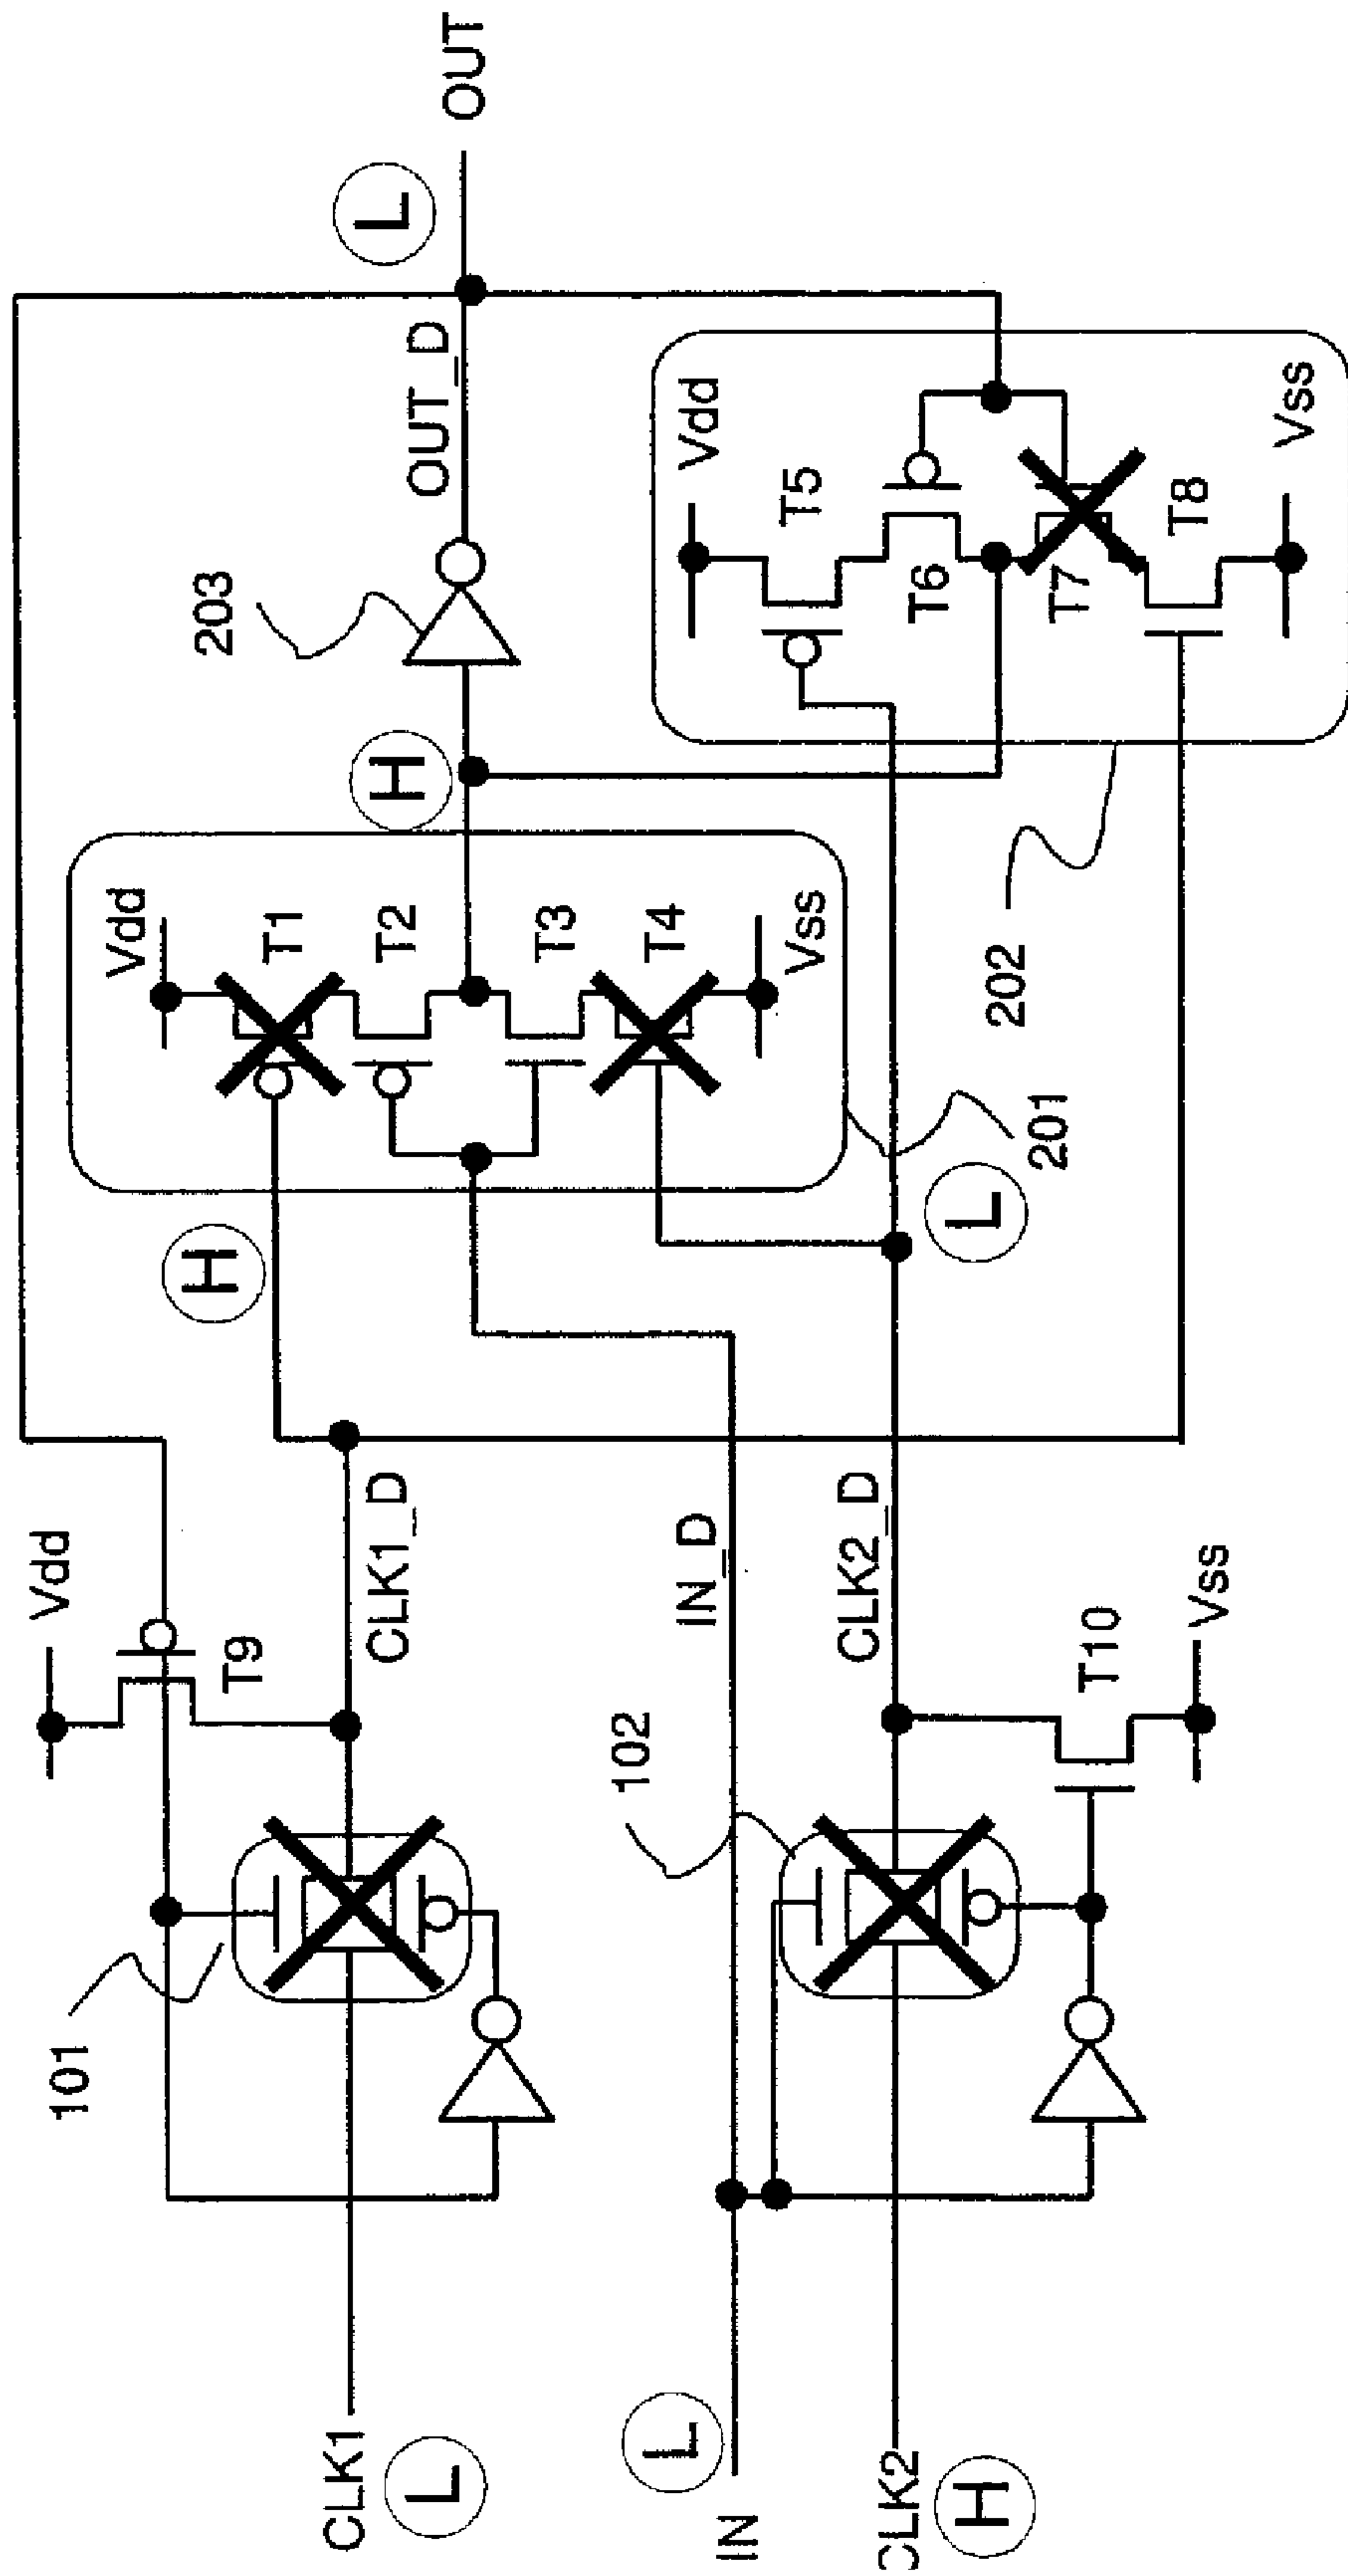 OUT
L
OUT_D
203
H
Vdd
T5
T6
T7
T8
Vss
202
Vdd
T1
T2
T3
T4
Vss
201
H
L
Vdd
T9
CLK1_D
IN_D
CLK2_D
T10
Vss
101
102
CLK1
L
IN
L
CLK2
H